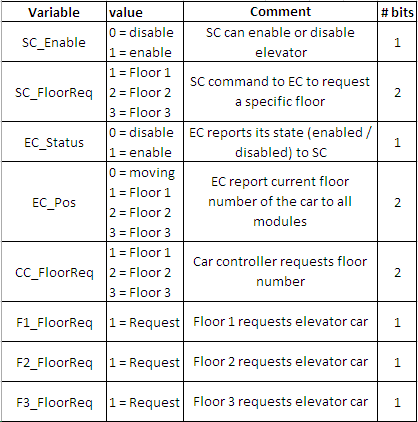 Variable value Comment # bits
SC_Enable 0 = disable SC can enable or disable 1
1 = enable elevator
SC_FloorReq 1 = Floor 1 SC command to EC to request 2
2 = Floor 2 a specific floor
3 = Floor 3
EC_Status 0 = disable EC reports its state (enabled / 1
1 = enable disabled) to SC
EC_Pos 0 = moving EC report current floor 2
1 = Floor 1 number of the car to all
2 = Floor 2 modules
3 = Floor 3
CC_FloorReq 1 = Floor 1 Car controller requests floor 2
2 = Floor 2 number
3 = Floor 3
F1_FloorReq 1 = Request Floor 1 requests elevator car 1
F2_FloorReq 1 = Request Floor 2 requests elevator car 1
F3_FloorReq 1 = Request Floor 3 requests elevator car 1